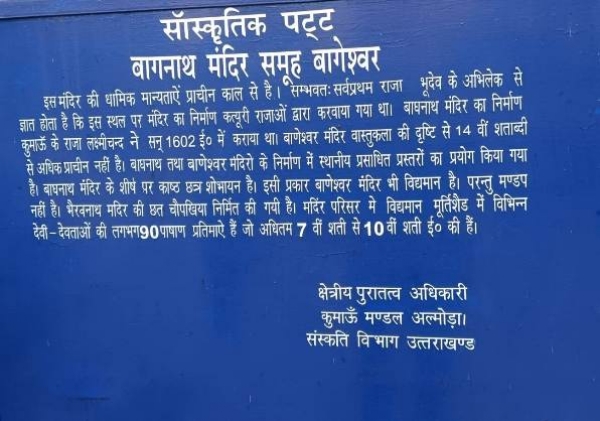 सॉंस्कृतिक पट्ट
बागनाथ मंदिर समूह बागेश्वर
इस मंदिर की धामिक मान्यताऐं प्राचीन काल से है। सम्भवतः सर्वप्रथम राजा भूदेव के अभिलेक से
ज्ञात होता है कि इस स्थल पर मंदिर का निर्माण कत्यूरी राजाओं द्वारा करवाया गया था। बाघनाथ मंदिर का निर्माण
कुमाऊँ के राजा लक्ष्मीचन्द ने सन् 1602 ई० में कराया था। बाणेश्वर मंदिर वास्तुकला की दृष्टि से 14 वीं शताब्दी
से अधिक प्राचीन नहीं है। बाघनाथ तथा बाणेश्वर मंदिरो के निर्माण में स्थानीय प्रसाधित प्रस्तरों का प्रयोग किया गया
है। बाघनाथ मंदिर के शीर्ष पर काष्ठ छत्र शोभायन है। इसी प्रकार बाणेश्वर मंदिर भी विद्यमान है। परन्तु मण्डप
नहीं है। भैरवनाथ मंदिर की छत चौपखिया निर्मित की गयी है। मदिंर परिसर मे विद्यमान मूर्तिशैड में विभिन्न
देवी-देवताओं की लगभग90पाषाण प्रतिमाऐ हैं जो अधितम 7 वीं शती से 10 वीं शती ई० की हैं।
क्षेत्रीय पुरातत्व अधिकारी
कुमाऊँ मण्डल अल्मोड़ा।
संस्कति विभाग उत्तराखण्ड